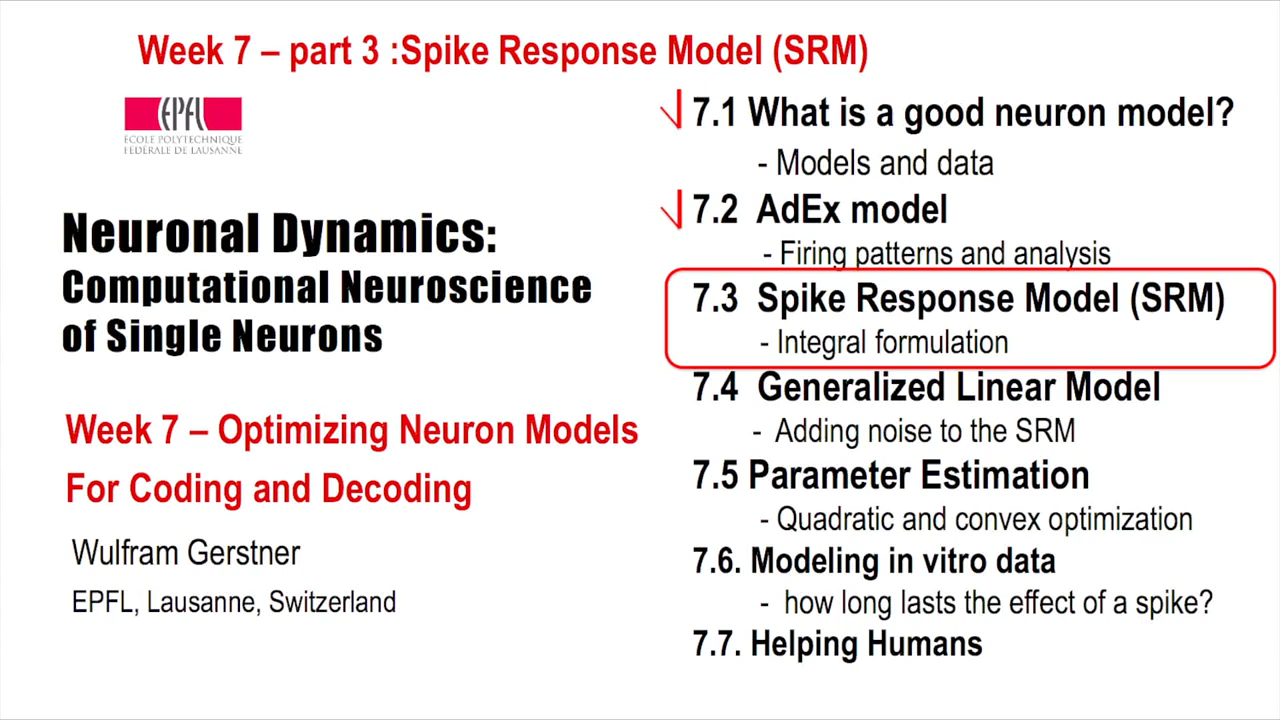 Week 7 – part 3 :Spike Response Model (SRM)
EPFL
ÉCOLE POLYTECHNIQUE
FÉDÉRALE DE LAUSANNE
Neuronal Dynamics:
Computational Neuroscience
of Single Neurons
Week 7 – Optimizing Neuron Models
For Coding and Decoding
Wulfram Gerstner
EPFL, Lausanne, Switzerland
7.1 What is a good neuron model?
- Models and data
7.2 AdEx model
- Firing patterns and analysis
7.3 Spike Response Model (SRM)
- Integral formulation
7.4 Generalized Linear Model
- Adding noise to the SRM
7.5 Parameter Estimation
- Quadratic and convex optimization
7.6. Modeling in vitro data
- how long lasts the effect of a spike?
7.7. Helping Humans